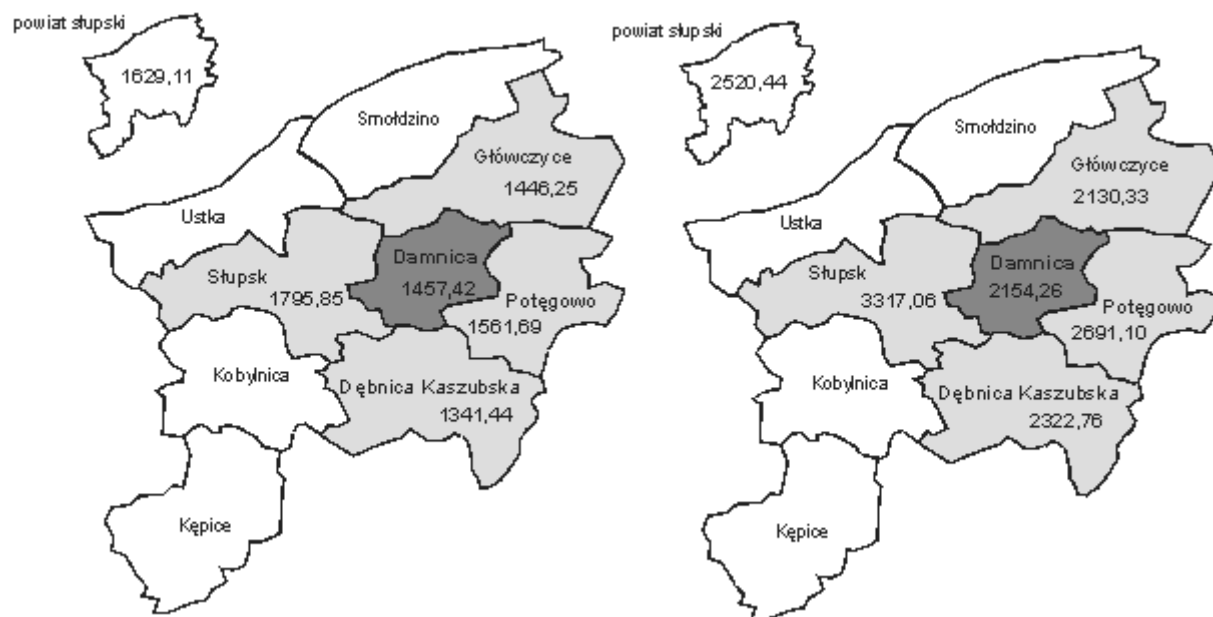 powiat słupski
1629,11
Smołdzino
Główczyce
1446,25
Ustka
Damnica
1457,42
Słupsk
1795,85
Potęgowo
1561,69
Kobylnica
Dębnica Kaszubska
1341,44
Kępice
powiat słupski
2520,44
Smołdzino
Główczyce
2130,33
Ustka
Damnica
2154,26
Słupsk
3317,06
Potęgowo
2691,10
Kobylnica
Dębnica Kaszubska
2322,76
Kępice